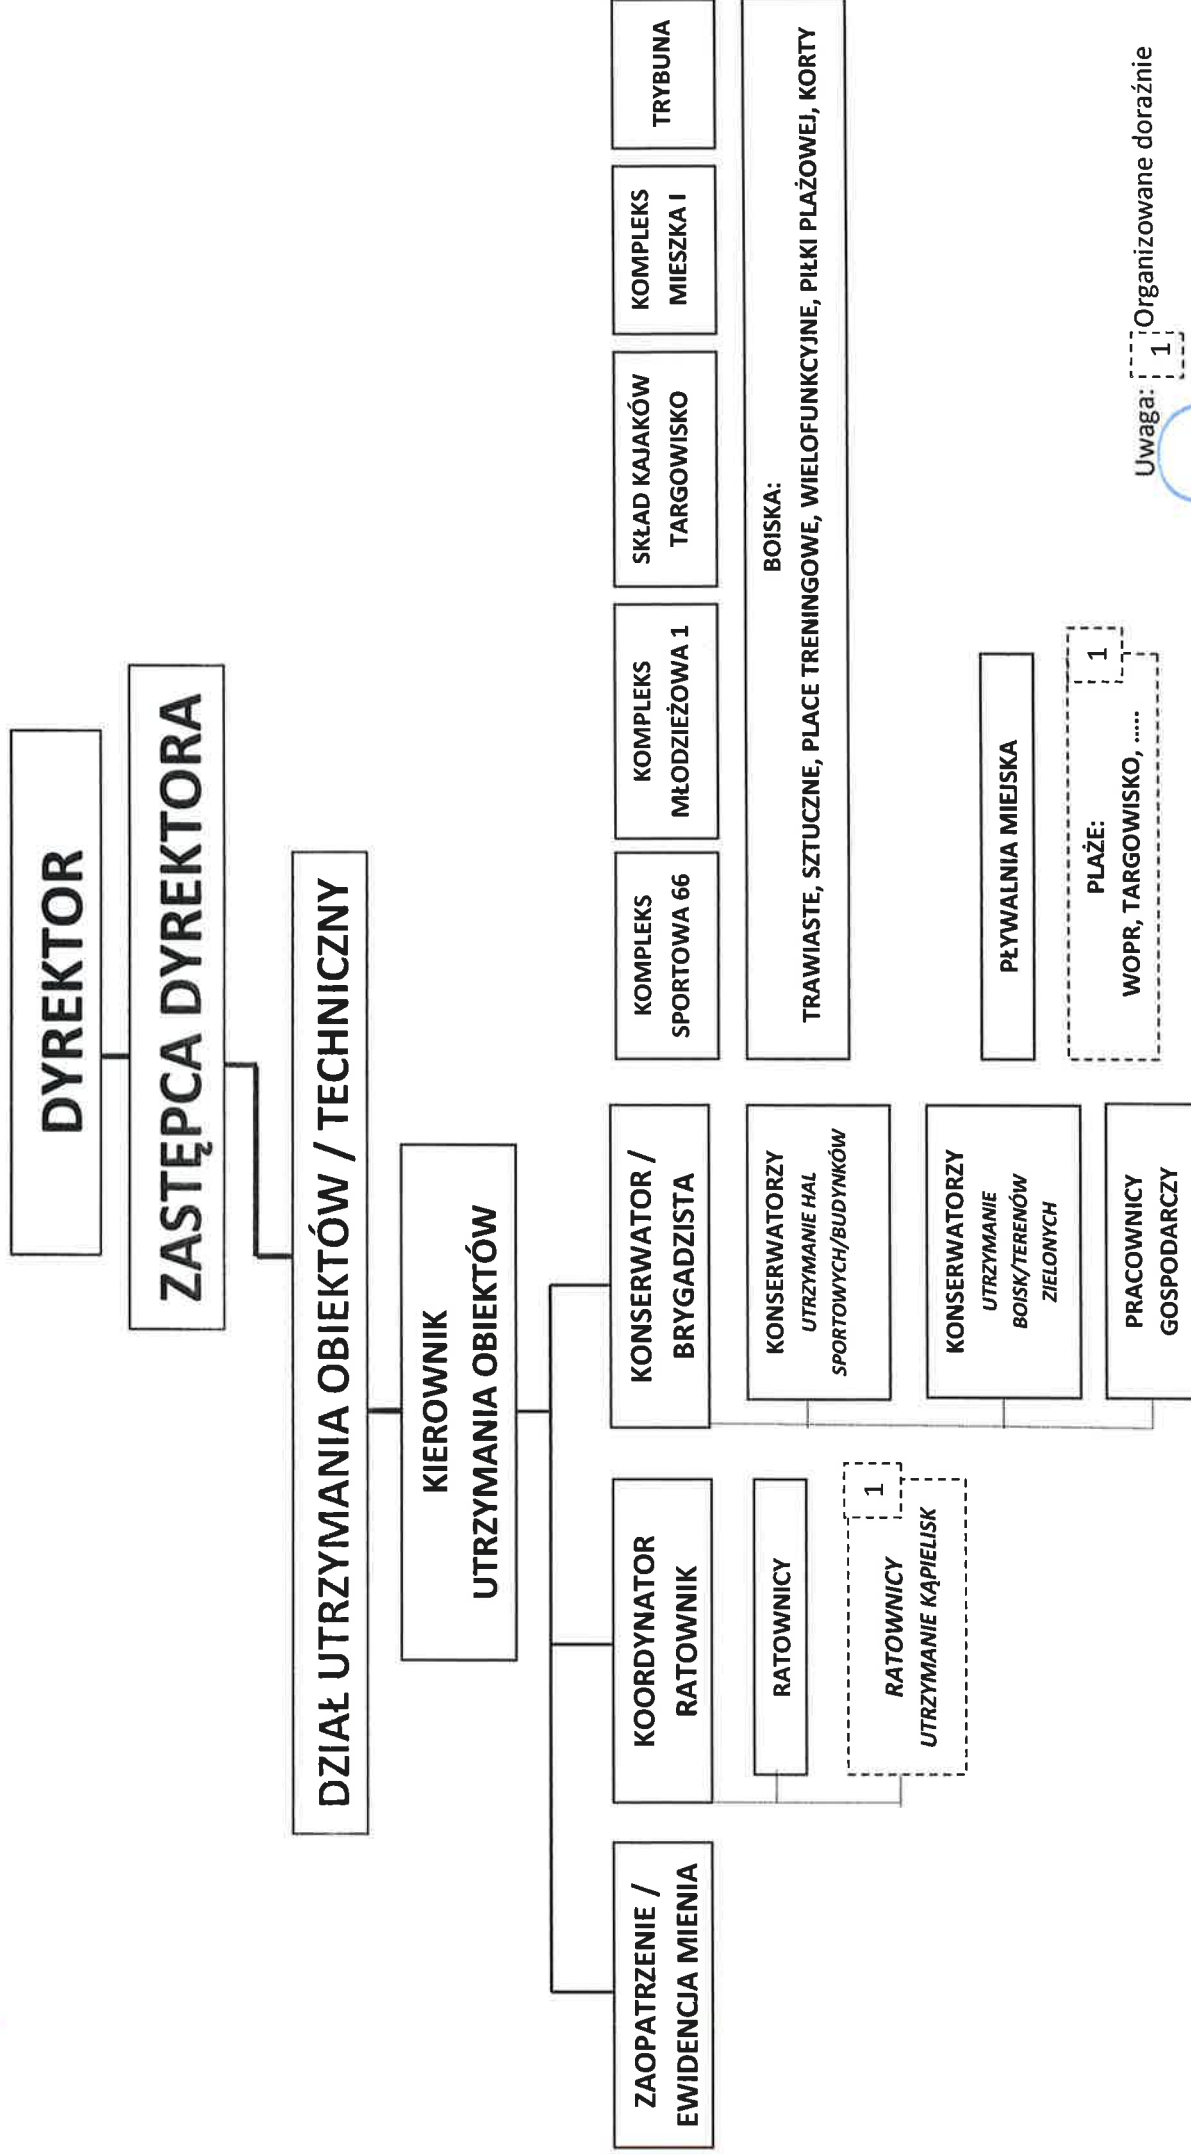 DYREKTOR
ZASTĘPCA DYREKTORA
DZIAŁ UTRZYMANIA OBIEKTÓW / TECHNICZNY
KIEROWNIK
UTRZYMANIA OBIEKTÓW
ZAOPATRZENIE /
EWIDENCJA MIENIA
KOORDYNATOR
RATOWNIK
RATOWNICY
1
RATOWNICY
UTRZYMANIE KĄPIELISK
KONSERWATOR /
BRYGADZISTA
KONSERWATORZY
UTRZYMANIE HAL
SPORTOWYCH/BUDYNKÓW
KONSERWATORZY
UTRZYMANIE
BOISK/TERENÓW
ZIELONYCH
PRACOWNICY
GOSPODARCZY
KOMPLEKS
SPORTOWA 66
KOMPLEKS
MŁODZIEŻOWA 1
SKŁAD KAJAKÓW
TARGOWISKO
KOMPLEKS
MIESZKA I
TRYBUNA
BOISKA:
TRAWIASTE, SZTUCZNE, PLACE TRENINGOWE, WIELOFUNKCYJNE, PIŁKI PLAŻOWEJ, KORTY
PŁYWALNIA MIEJSKA
1
PLAŻE:
WOPR, TARGOWISKO, .....
Uwaga: 1 Organizowane doraźnie